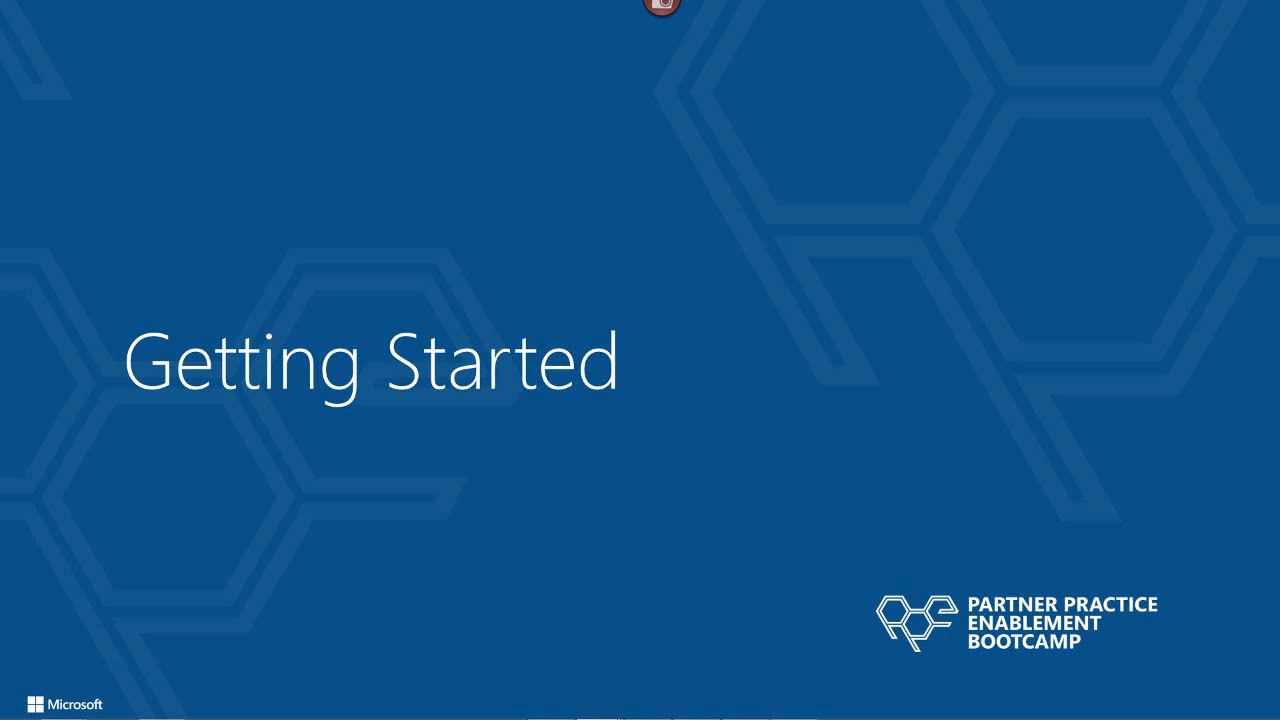 Getting Started
PARTNER PRACTICE
ENABLEMENT
BOOTCAMP
Microsoft